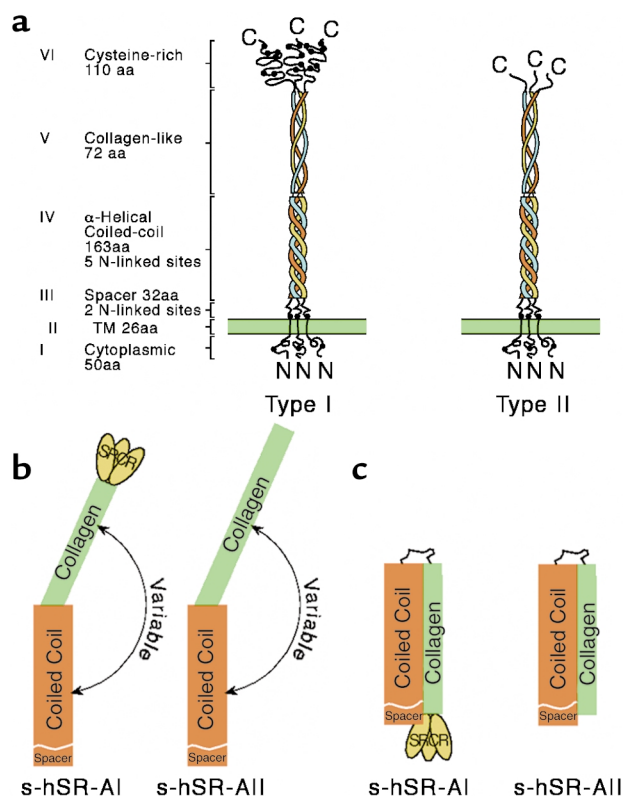 a
VI Cysteine-rich
110 aa
V Collagen-like
72 aa
IV α-Helical
Coiled-coil
163aa
5 N-linked sites
III Spacer 32aa
2 N-linked sites
II TM 26aa
I Cytoplasmic
50aa
C C C
N N N
Type I
C C C
N N N
Type II
b
SRCR
Collagen
Variable
Coiled Coil
Spacer
s-hSR-AI
Collagen
Variable
Coiled Coil
Spacer
s-hSR-AII
c
Coiled Coil
Collagen
Spacer
SRCR
s-hSR-AI
Coiled Coil
Collagen
Spacer
s-hSR-AII